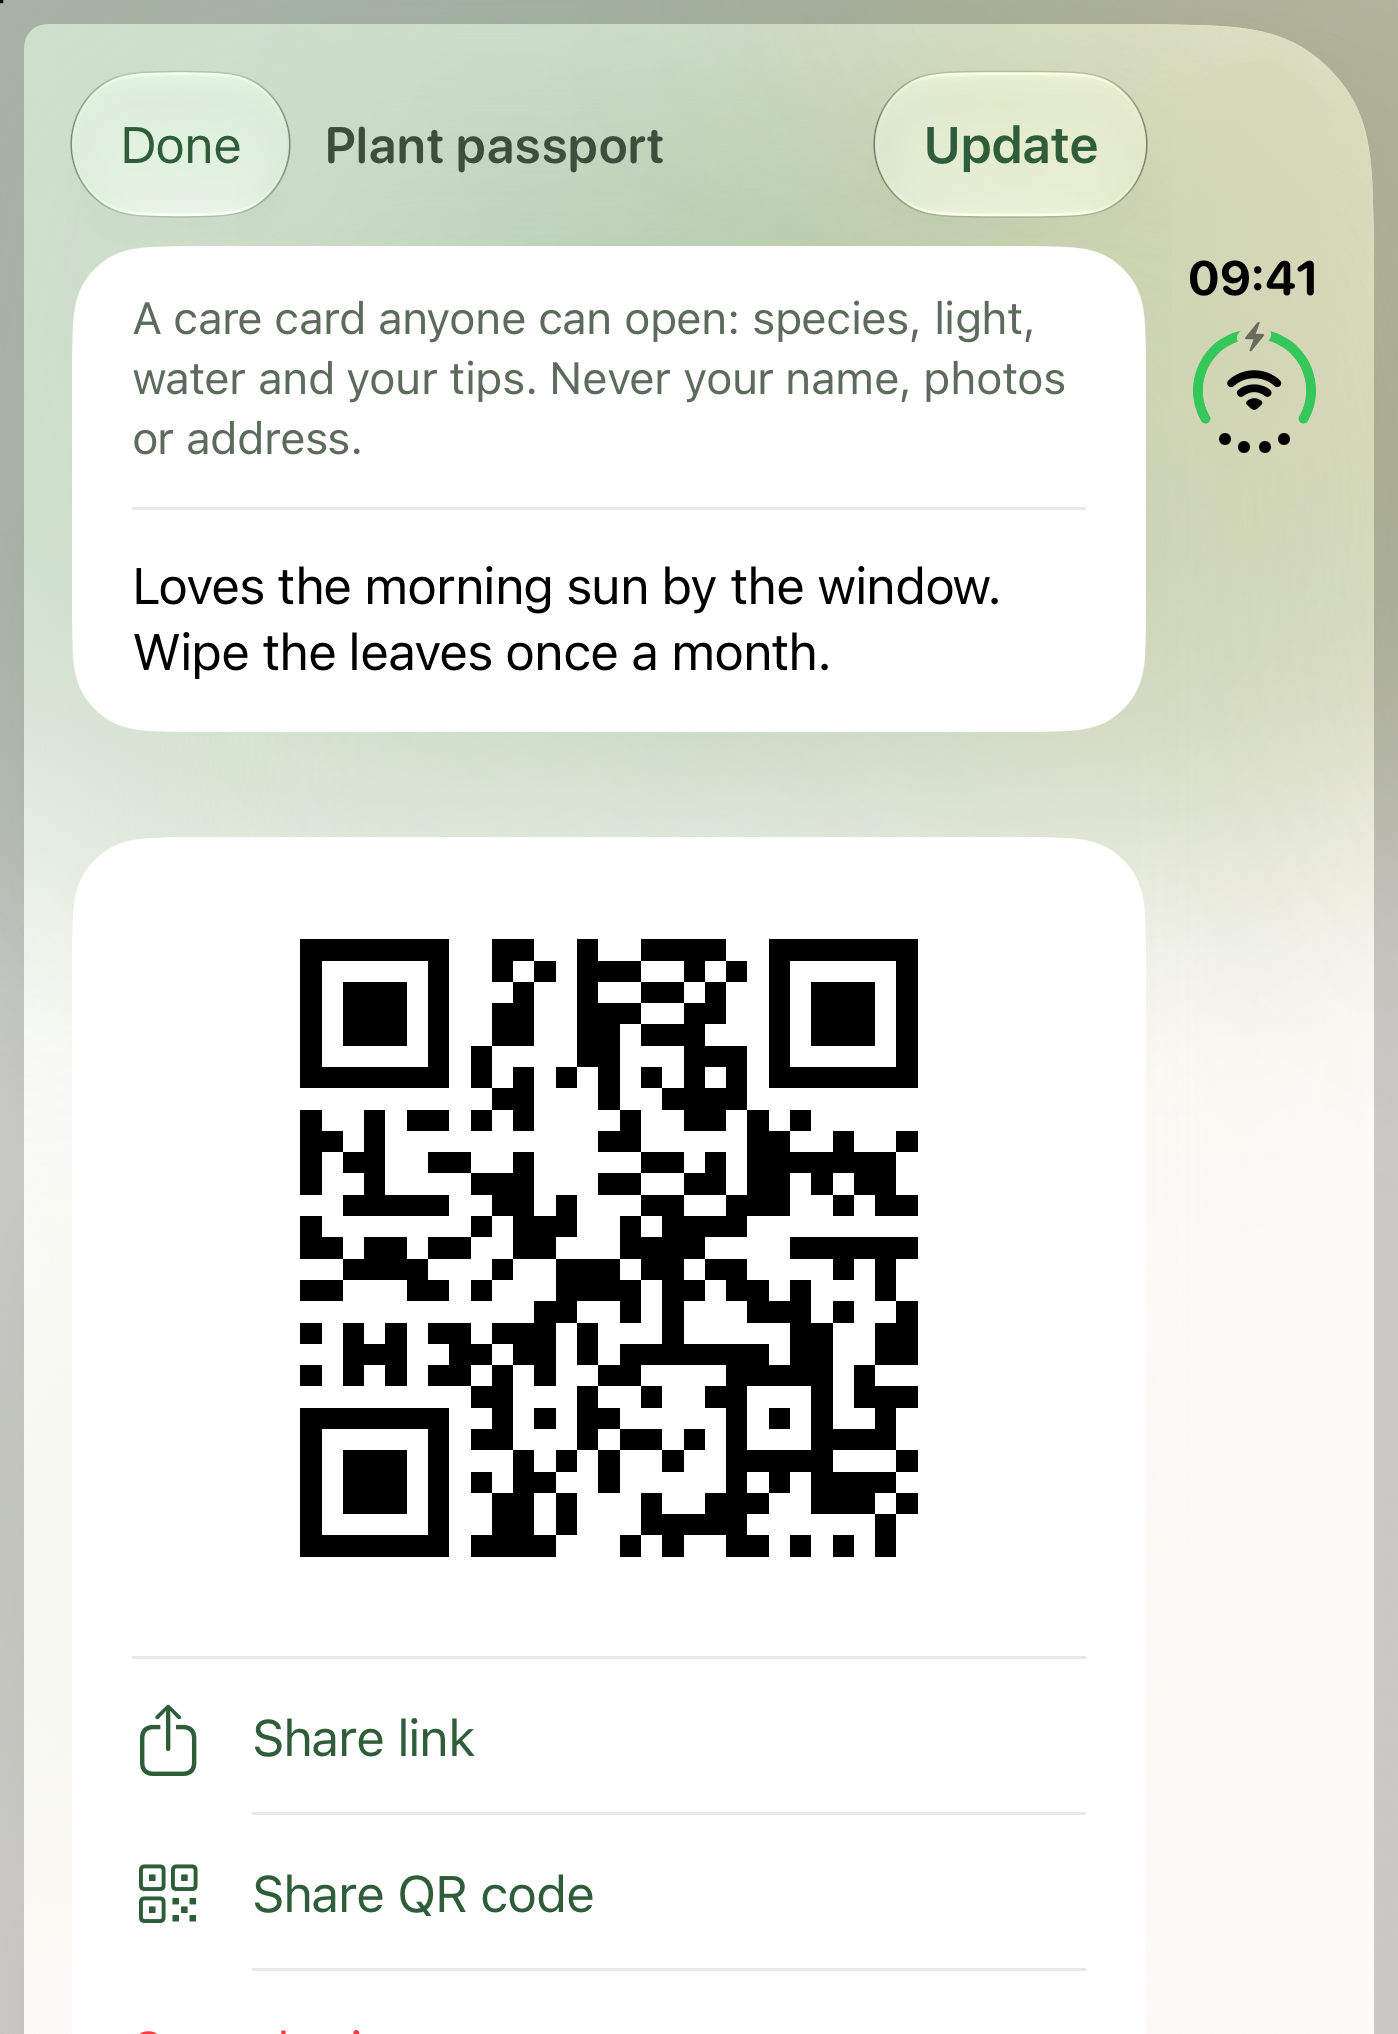 Done
Plant passport
Update
09:41
A care card anyone can open: species, light,
water and your tips. Never your name, photos
or address.
Loves the morning sun by the window.
Wipe the leaves once a month.
Share link
Share QR code